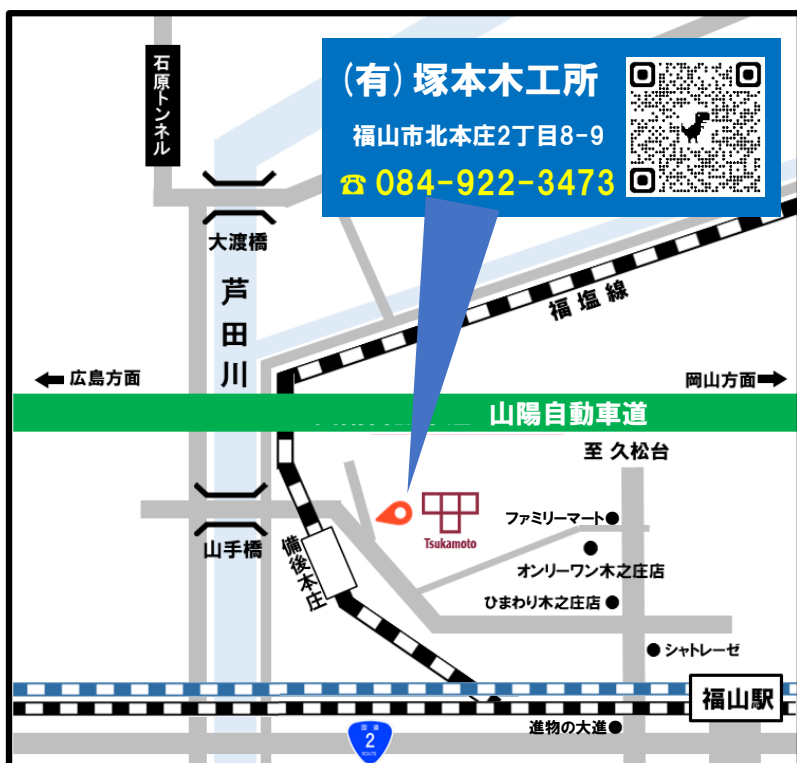 石原トンネル
(有)塚本木工所
福山市北本庄2丁目8-9
☎ 084-922-3473
大渡橋
芦田川
福塩線
広島方面
岡山方面
山陽自動車道
至 久松台
ファミリーマート
Tsukamoto
山手橋
備後本庄
オンリーワン木之庄店
ひまわり木之庄店
シャトレーゼ
福山駅
進物の大進
国道
2
ROUTE